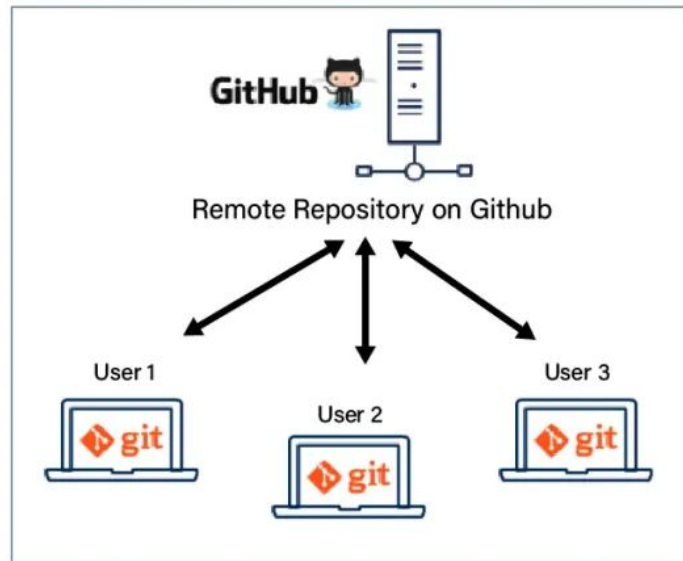 GitHub
Remote Repository on Github
User 1
User 2
User 3
git
git
git